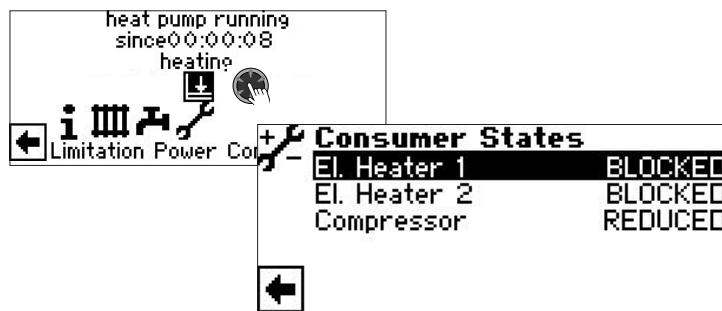 heat pump running
since00:00:08
heating
Limitation Power Co
Consumer States
El. Heater 1 BLOCKED
El. Heater 2 BLOCKED
Compressor REDUCED